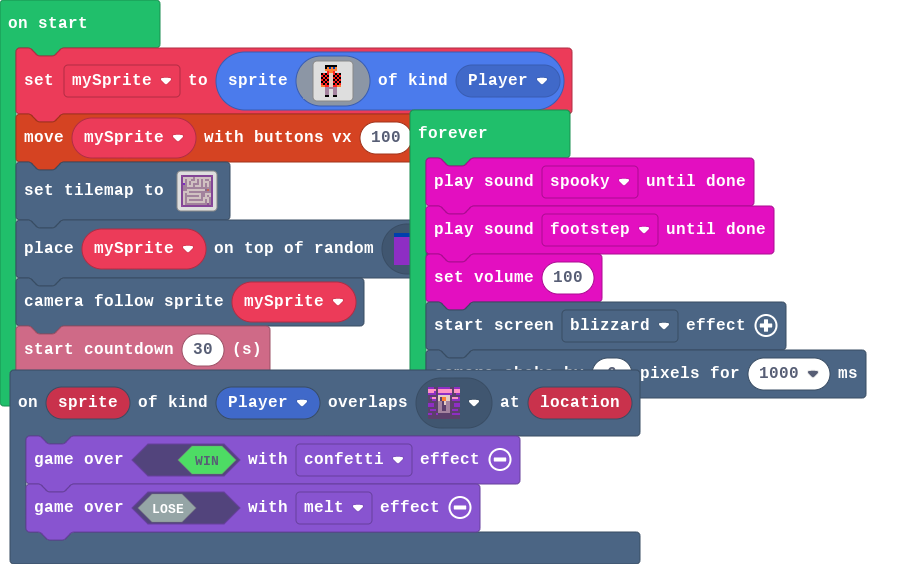 on start
set mySprite to sprite of kind Player
move mySprite with buttons vx 100
set tilemap to
place mySprite on top of random
camera follow sprite mySprite
start countdown 30 (s)
forever
play sound spooky until done
play sound footstep until done
set volume 100
start screen blizzard effect
camera shake by pixels for 1000 ms
on sprite of kind Player overlaps at location
game over WIN with confetti effect
game over LOSE with melt effect